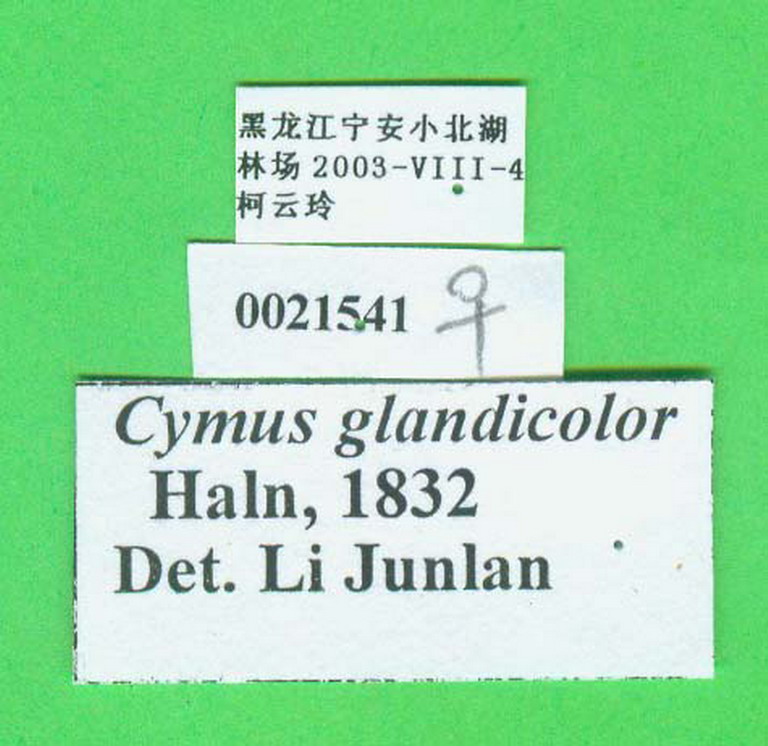 黑龙江宁安小北湖
林场 2003-VIII-4
柯云玲
0021541 ♀
Cymus glandicolor
Haln, 1832
Det. Li Junlan